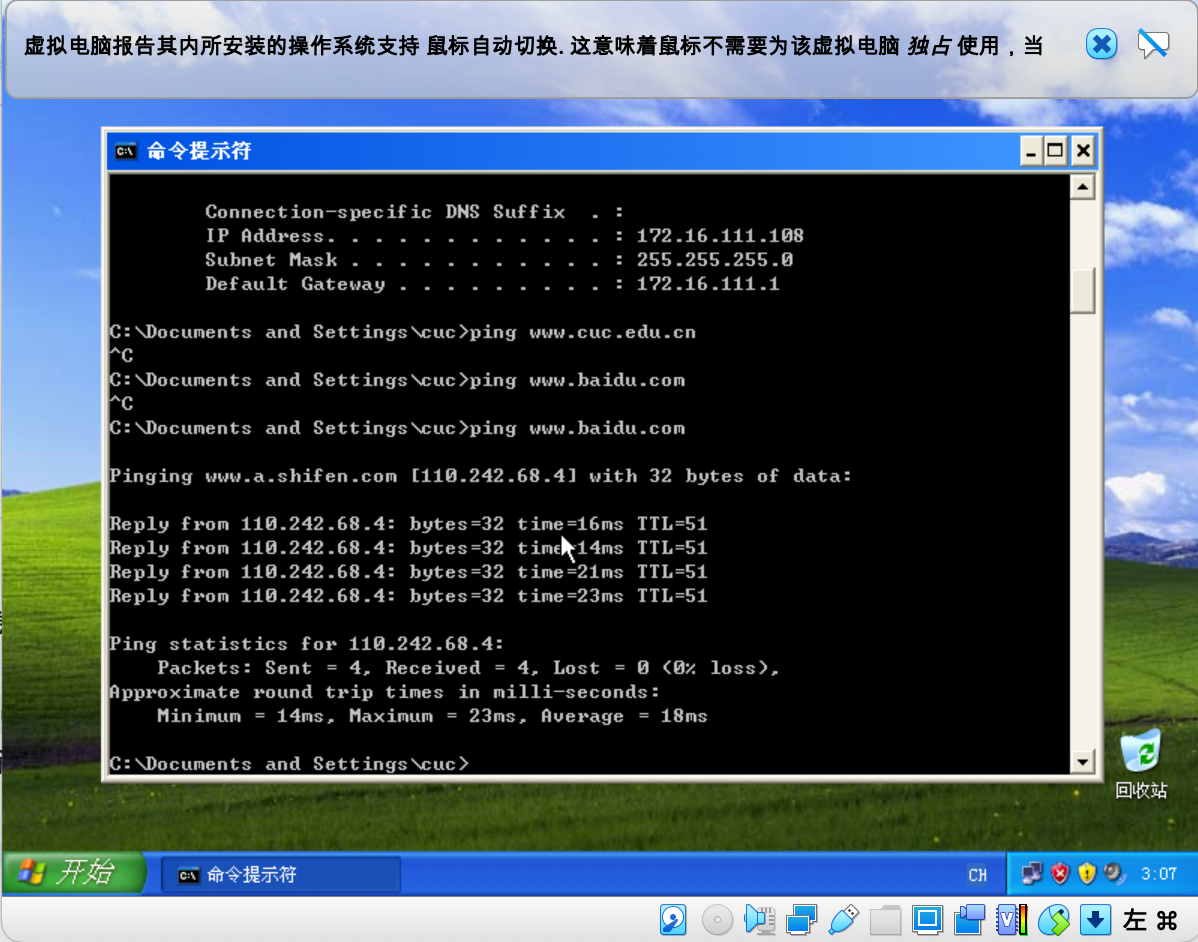 虚拟电脑报告其内所安装的操作系统支持 鼠标自动切换. 这意味着鼠标不需要为该虚拟电脑 独占 使用，当
命令提示符
Connection-specific DNS Suffix  . :
IP Address. . . . . . . . . . . . : 172.16.111.108
Subnet Mask . . . . . . . . . . . : 255.255.255.0
Default Gateway . . . . . . . . . : 172.16.111.1
C:\Documents and Settings\cuc>ping www.cuc.edu.cn
^C
C:\Documents and Settings\cuc>ping www.baidu.com
^C
C:\Documents and Settings\cuc>ping www.baidu.com
Pinging www.a.shifen.com [110.242.68.4] with 32 bytes of data:
Reply from 110.242.68.4: bytes=32 time=16ms TTL=51
Reply from 110.242.68.4: bytes=32 time=14ms TTL=51
Reply from 110.242.68.4: bytes=32 time=21ms TTL=51
Reply from 110.242.68.4: bytes=32 time=23ms TTL=51
Ping statistics for 110.242.68.4:
Packets: Sent = 4, Received = 4, Lost = 0 (0% loss),
Approximate round trip times in milli-seconds:
Minimum = 14ms, Maximum = 23ms, Average = 18ms
C:\Documents and Settings\cuc>
回收站
开始
命令提示符
CH
3:07
左 ⌘